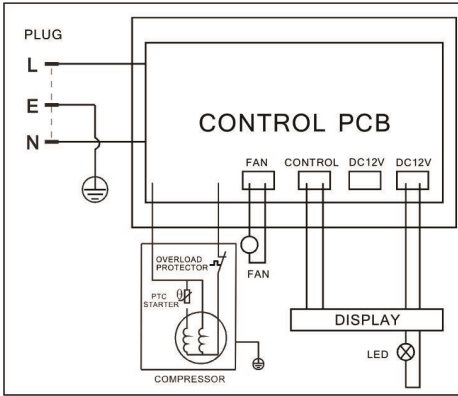 PLUG
L
E
N
CONTROL PCB
FAN
CONTROL
DC12V
DC12V
OVERLOAD
PROTECTOR
FAN
θ
PTC
STARTER
DISPLAY
LED
COMPRESSOR